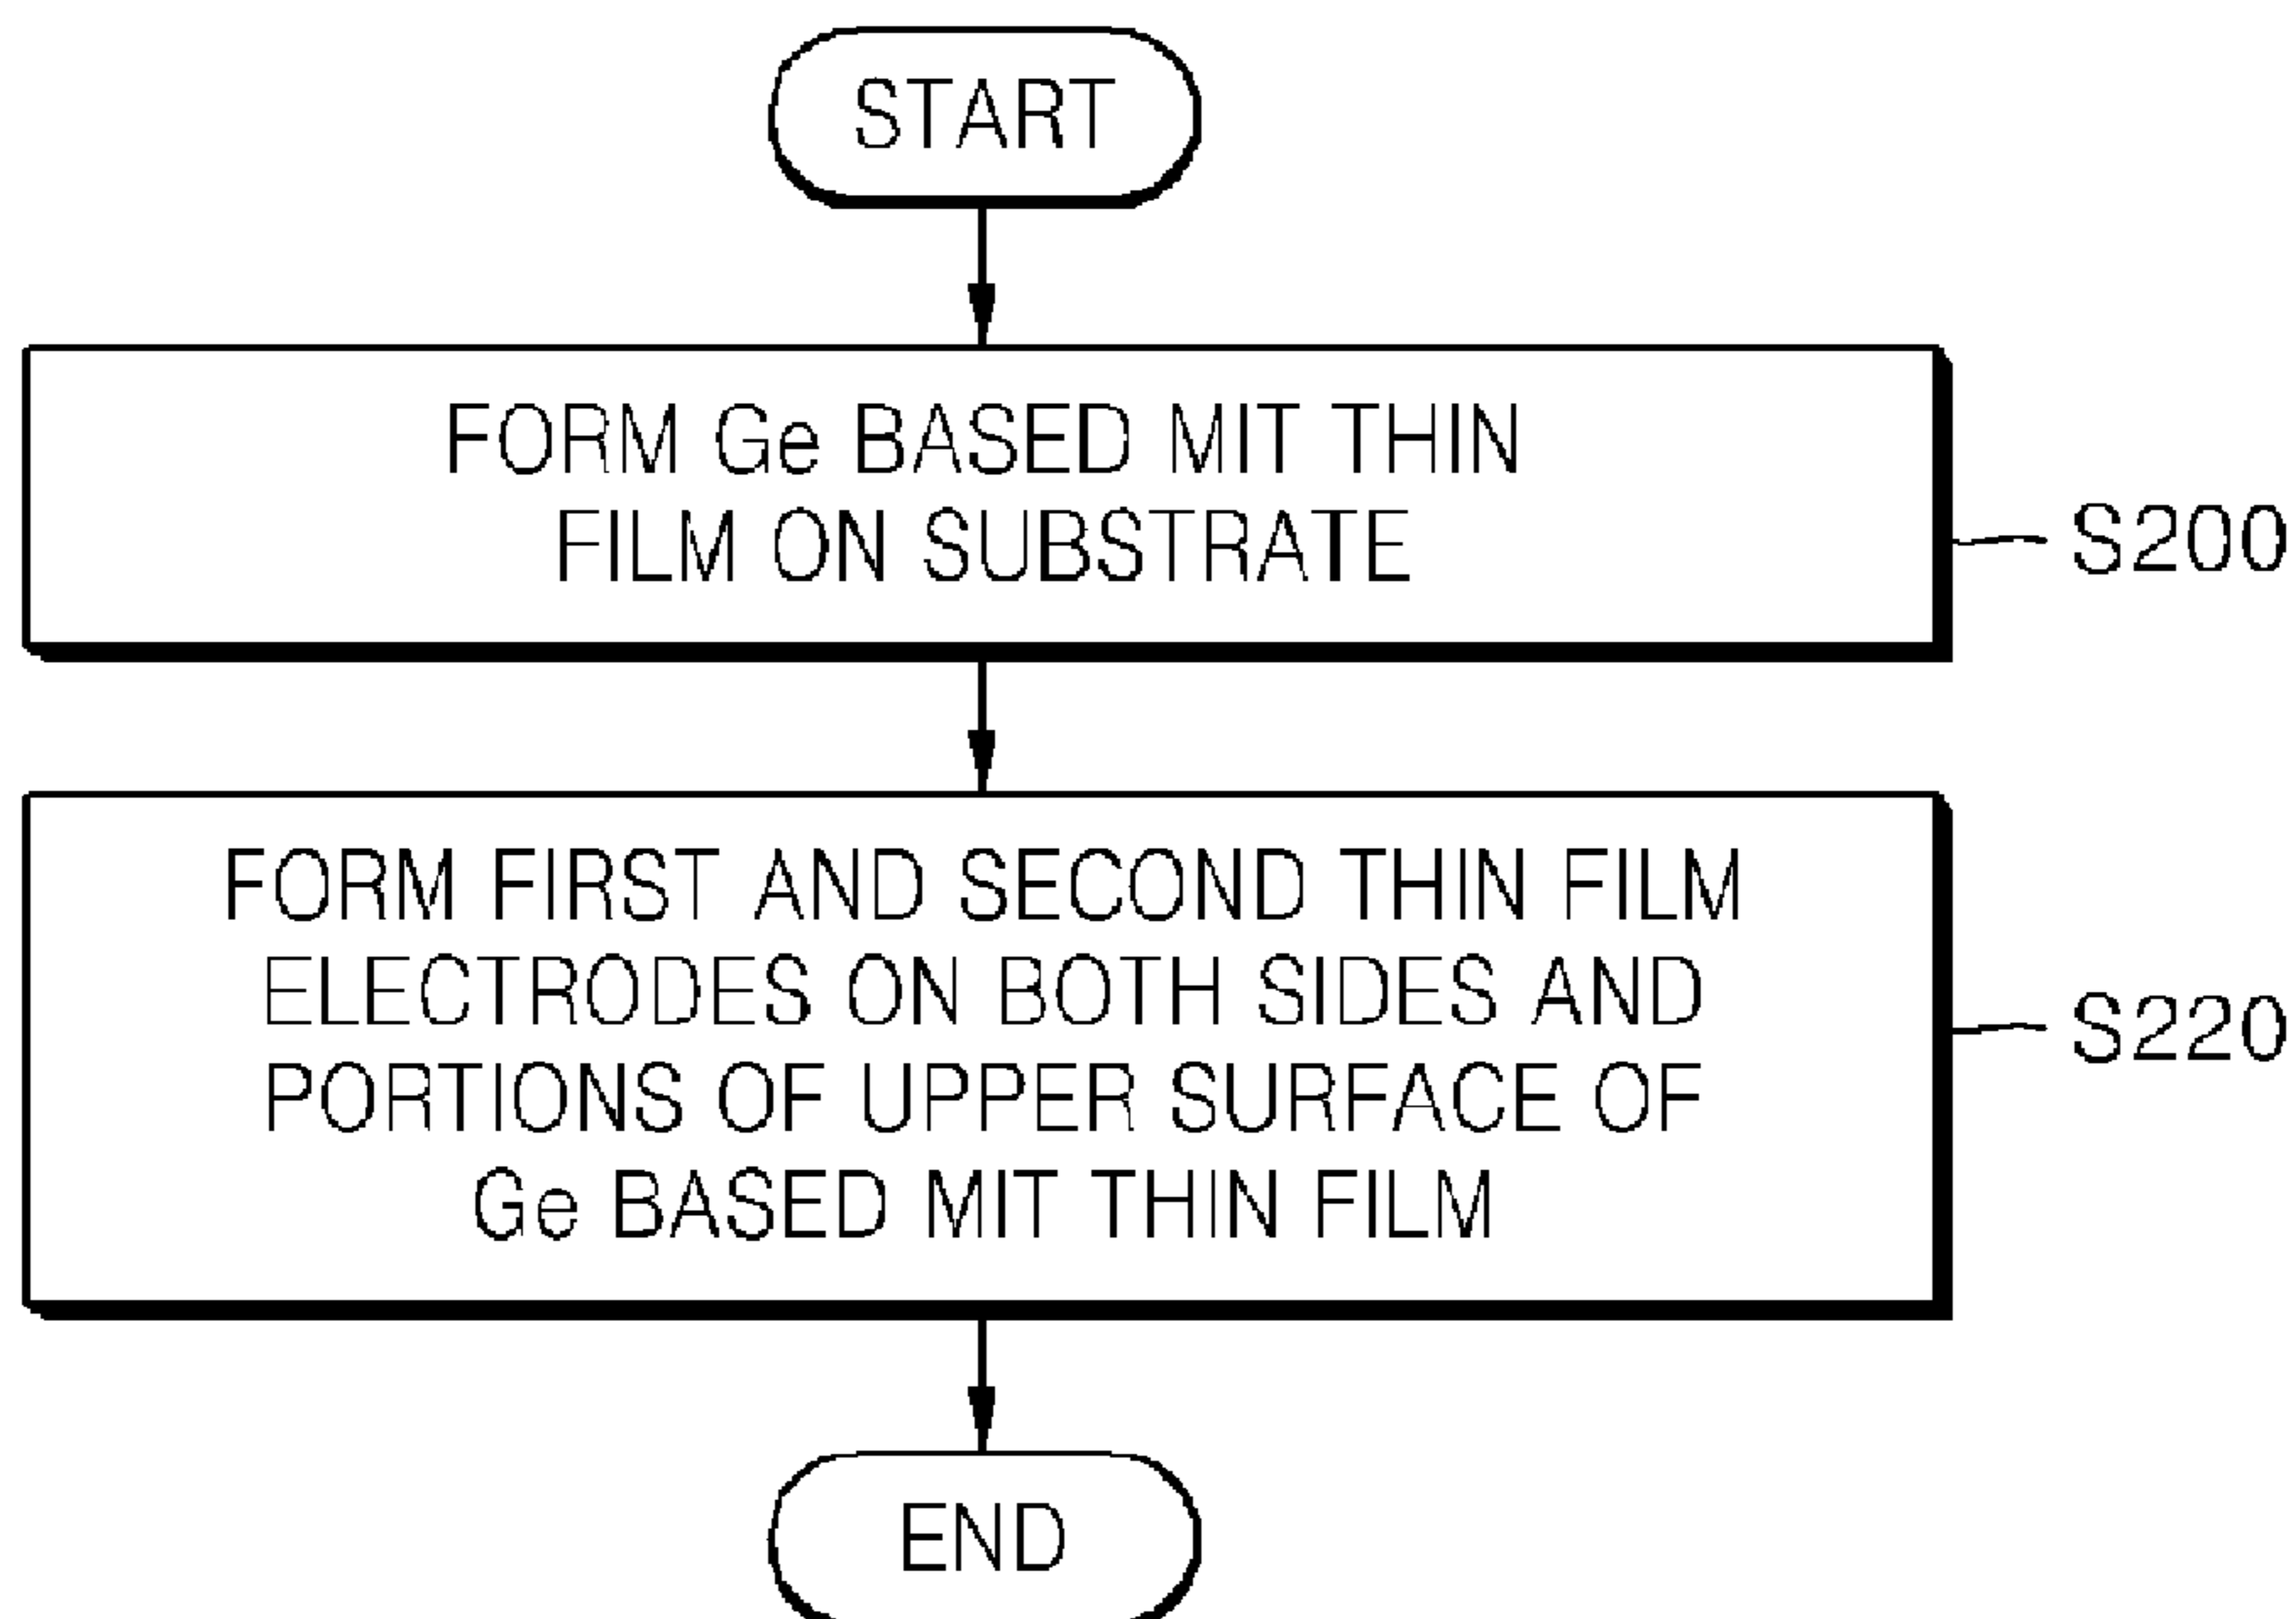 START
FORM Ge BASED MIT THIN
FILM ON SUBSTRATE
S200
FORM FIRST AND SECOND THIN FILM
ELECTRODES ON BOTH SIDES AND
PORTIONS OF UPPER SURFACE OF
Ge BASED MIT THIN FILM
S220
END